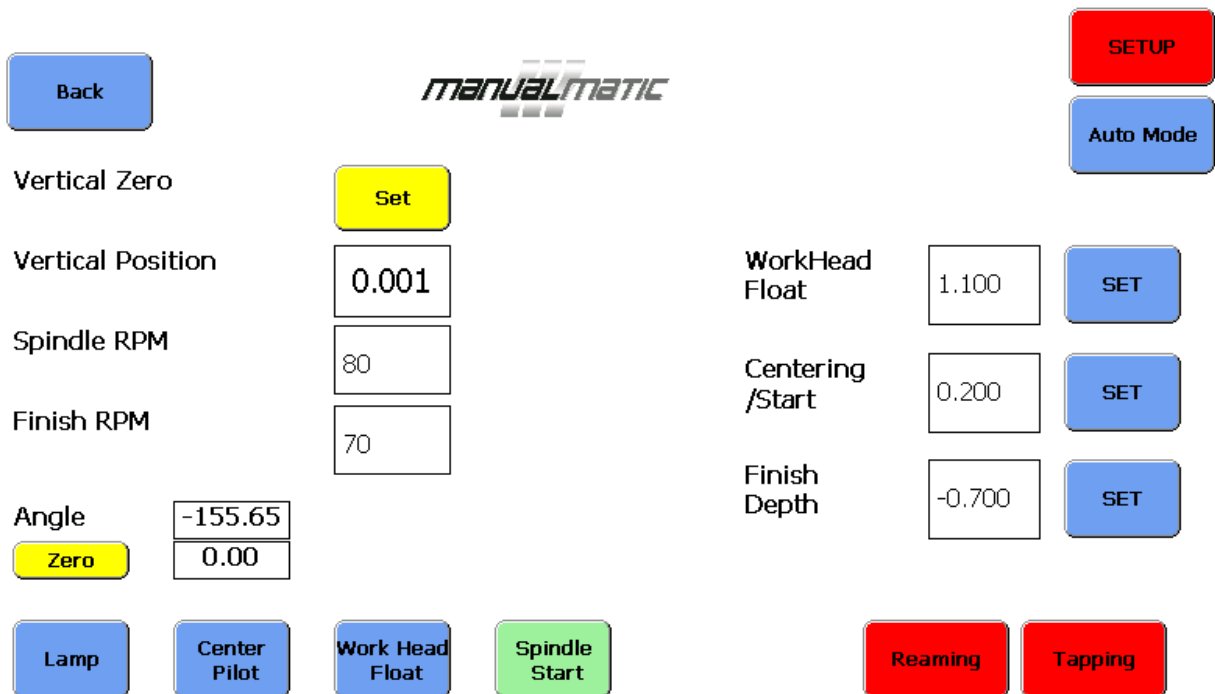 SETUP
Back
manualmatic
Auto Mode
Vertical Zero
Set
Vertical Position
0.001
Spindle RPM
80
Finish RPM
70
WorkHead
Float
1.100
SET
Centering
/Start
0.200
SET
Finish
Depth
-0.700
SET
Angle
-155.65
Zero
0.00
Lamp
Center
Pilot
Work Head
Float
Spindle
Start
Reaming
Tapping